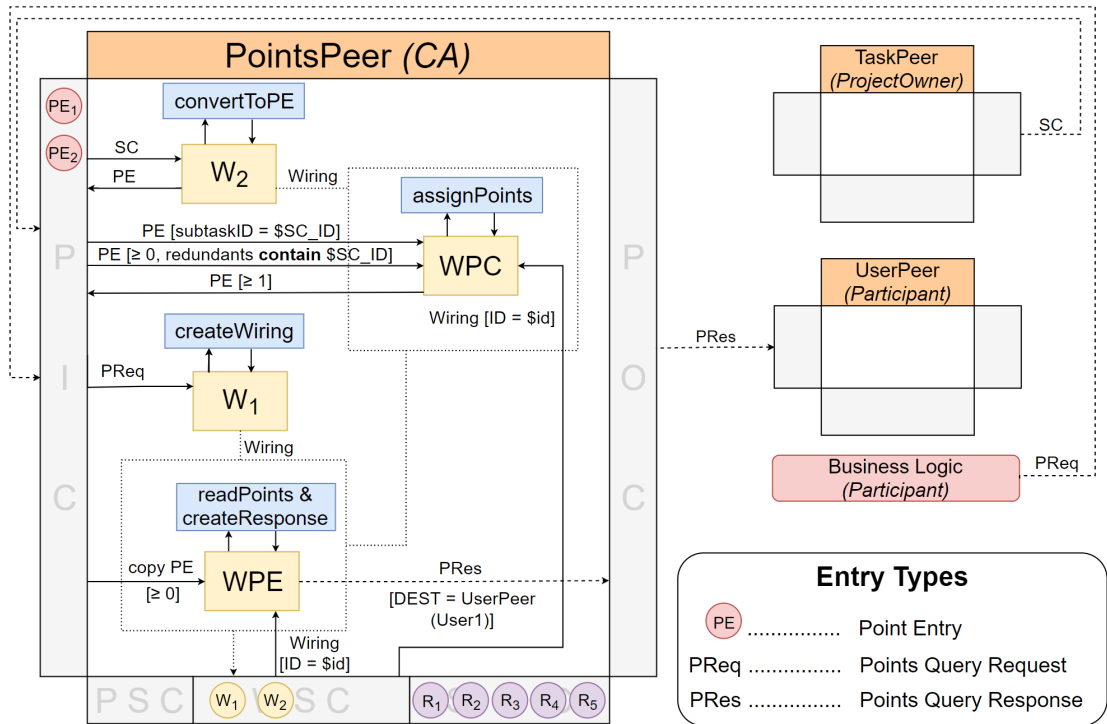 PointsPeer (CA)
PE1
PE2
convertToPE
SC
PE
W2
Wiring
assignPoints
PE [subtaskID = $SC_ID]
PE [≥ 0, redundants contain $SC_ID]
PE [≥ 1]
WPC
Wiring [ID = $id]
createWiring
PReq
W1
Wiring
readPoints &
createResponse
copy PE
[≥ 0]
WPE
PRes
[DEST = UserPeer
(User1)]
Wiring
[ID = $id]
P
I
C
P
O
C
P S C
W1
W2
S C
R1
R2
R3
R4
R5
TaskPeer
(ProjectOwner)
SC
UserPeer
(Participant)
PRes
Business Logic
(Participant)
PReq
Entry Types
PE ................ Point Entry
PReq ................ Points Query Request
PRes ................ Points Query Response